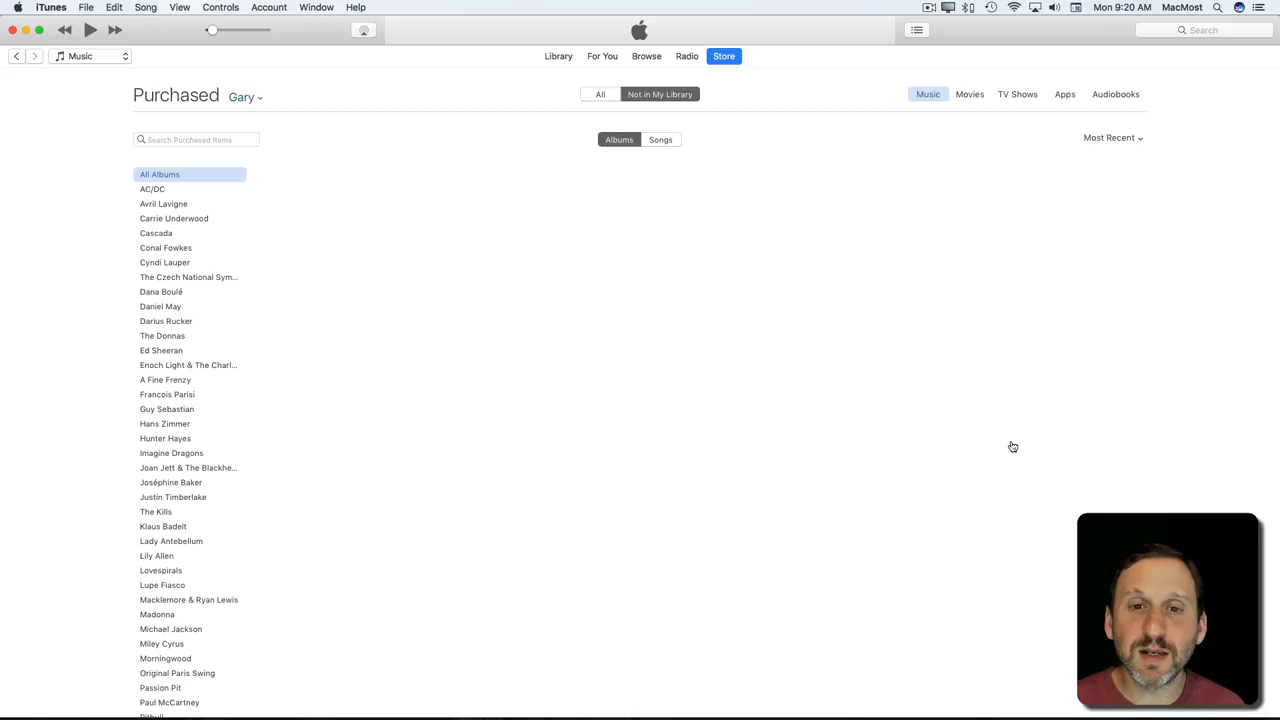 iTunes File Edit Song View Controls Account Window Help Mon 9:20 AM MacMost
Search
Music Library For You Browse Radio Store
Purchased Gary All Not in My Library Music Movies TV Shows Apps Audiobooks
Search Purchased Items Albums Songs Most Recent
All Albums
AC/DC
Avril Lavigne
Carrie Underwood
Cascada
Conal Fowkes
Cyndi Lauper
The Czech National Sym...
Dana Boulé
Daniel May
Darius Rucker
The Donnas
Ed Sheeran
Enoch Light & The Charl...
A Fine Frenzy
Francois Parisi
Guy Sebastian
Hans Zimmer
Hunter Hayes
Imagine Dragons
Joan Jett & The Blackhe...
Joséphine Baker
Justin Timberlake
The Kills
Klaus Badelt
Lady Antebellum
Lily Allen
Lovespirals
Lupe Fiasco
Macklemore & Ryan Lewis
Madonna
Michael Jackson
Miley Cyrus
Morningwood
Original Paris Swing
Passion Pit
Paul McCartney
Pitbull